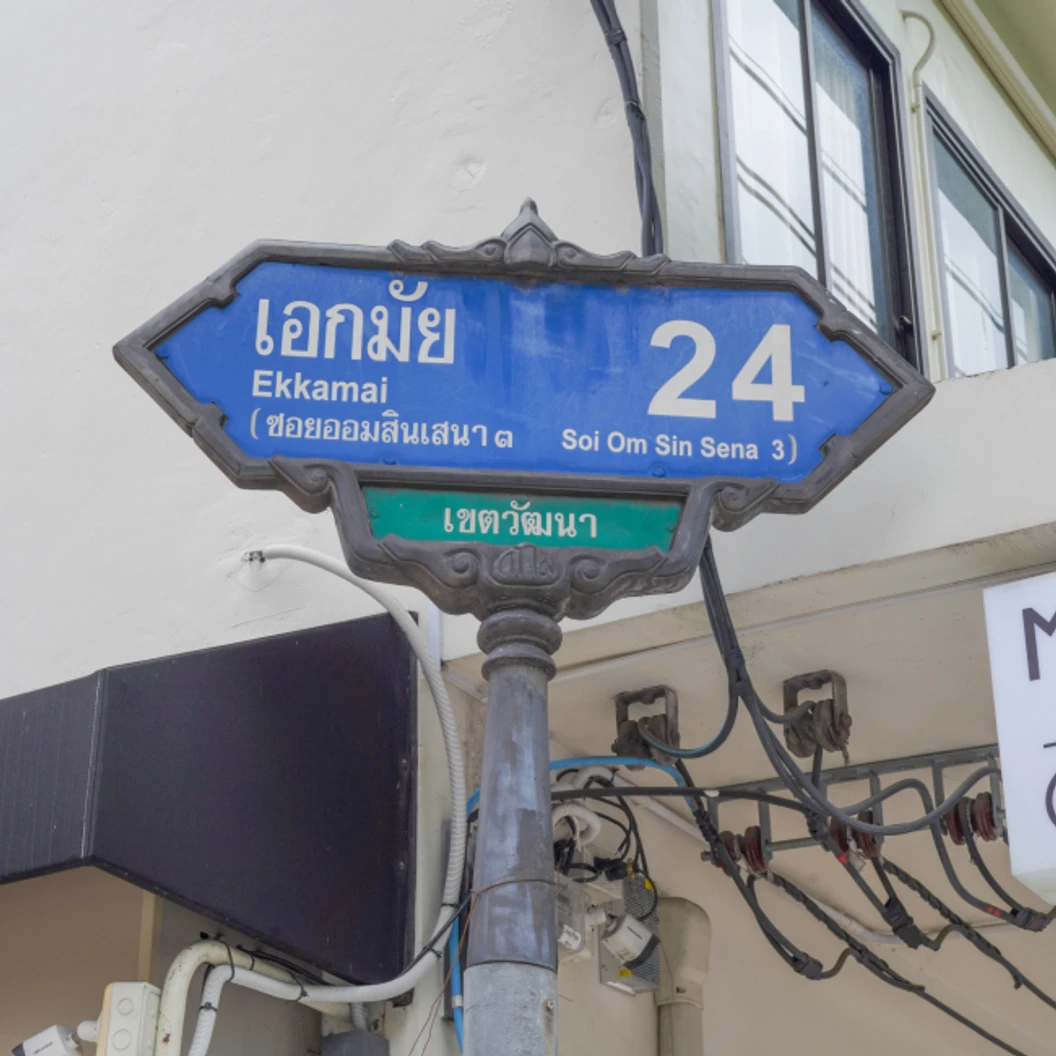 เอกมัย 24
Ekkamai
(ซอยออมสินเสนา ๓ Soi Om Sin Sena 3)
เขตวัฒนา